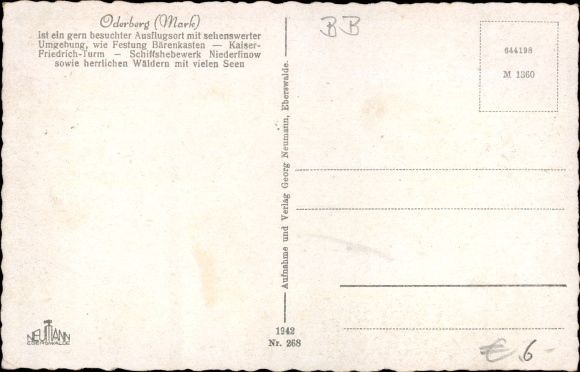 Oderberg (Mark)
ist ein gern besuchter Ausflugsort mit sehenswerter
Umgebung, wie Festung Bärenkasten — Kaiser-
Friedrich-Turm — Schiffshebewerk Niederfinow
sowie herrlichen Wäldern mit vielen Seen
BB
644198
M 1360
Aufnahme und Verlag Georg Neumann, Eberswalde.
NEUMANN
EBERSWALDE
1942
Nr. 268
€ 6-